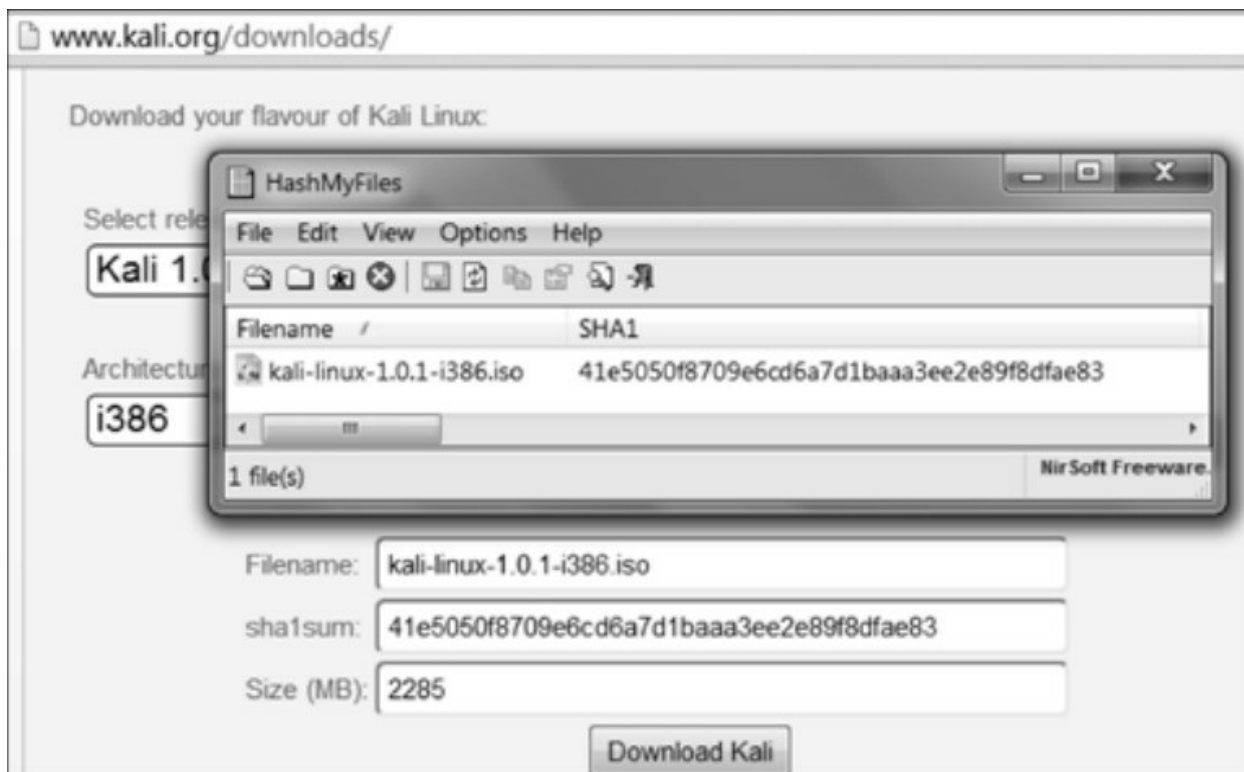 www.kali.org/downloads/
Download your flavour of Kali Linux:
HashMyFiles
Select rele
File Edit View Options Help
Kali 1.0
Filename / SHA1
Architectur
kali-linux-1.0.1-i386.iso 41e5050f8709e6cd6a7d1baaa3ee2e89f8dfae83
i386
1 file(s) NirSoft Freeware.
Filename: kali-linux-1.0.1-i386.iso
sha1sum: 41e5050f8709e6cd6a7d1baaa3ee2e89f8dfae83
Size (MB): 2285
Download Kali